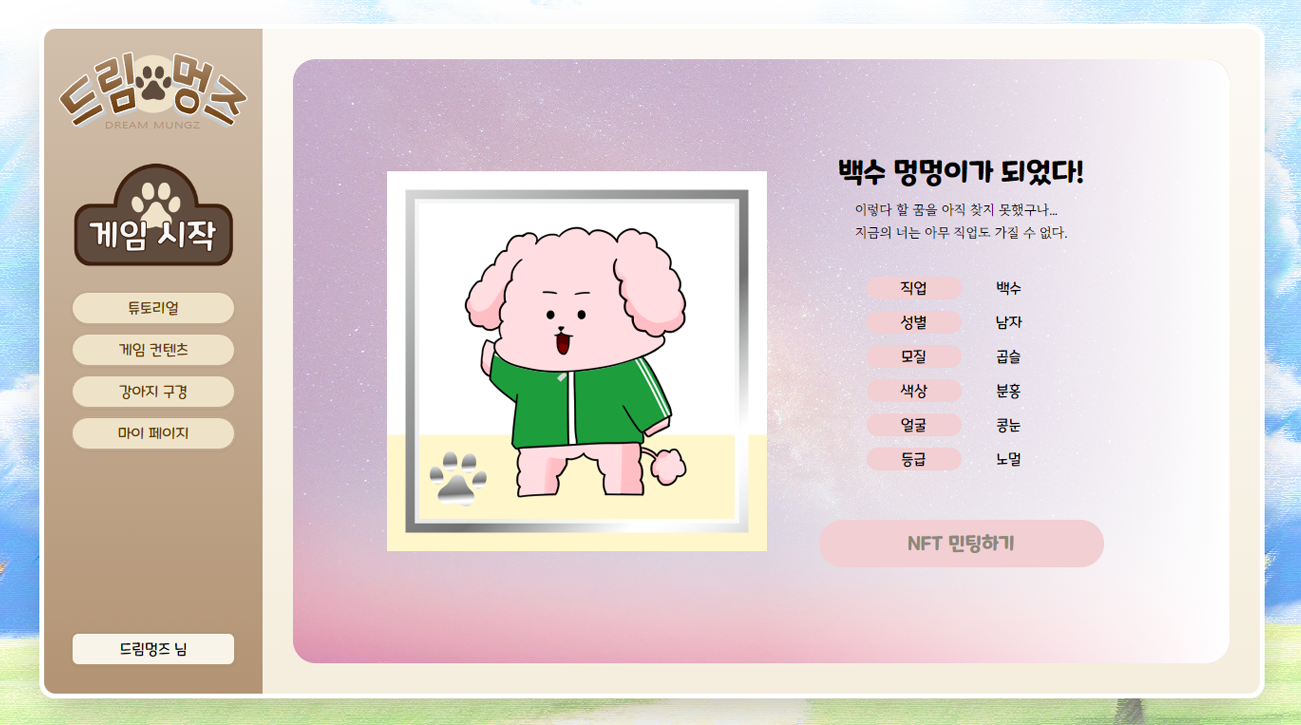 드림멍즈
DREAM MUNGZ
게임 시작
튜토리얼
게임 컨텐츠
강아지 구경
마이 페이지
드림멍즈 님
백수 멍멍이가 되었다!
이렇다 할 꿈을 아직 찾지 못했구나...
지금의 너는 아무 직업도 가질 수 없다.
직업 백수
성별 남자
모질 곱슬
색상 분홍
얼굴 콩눈
등급 노멀
NFT 민팅하기